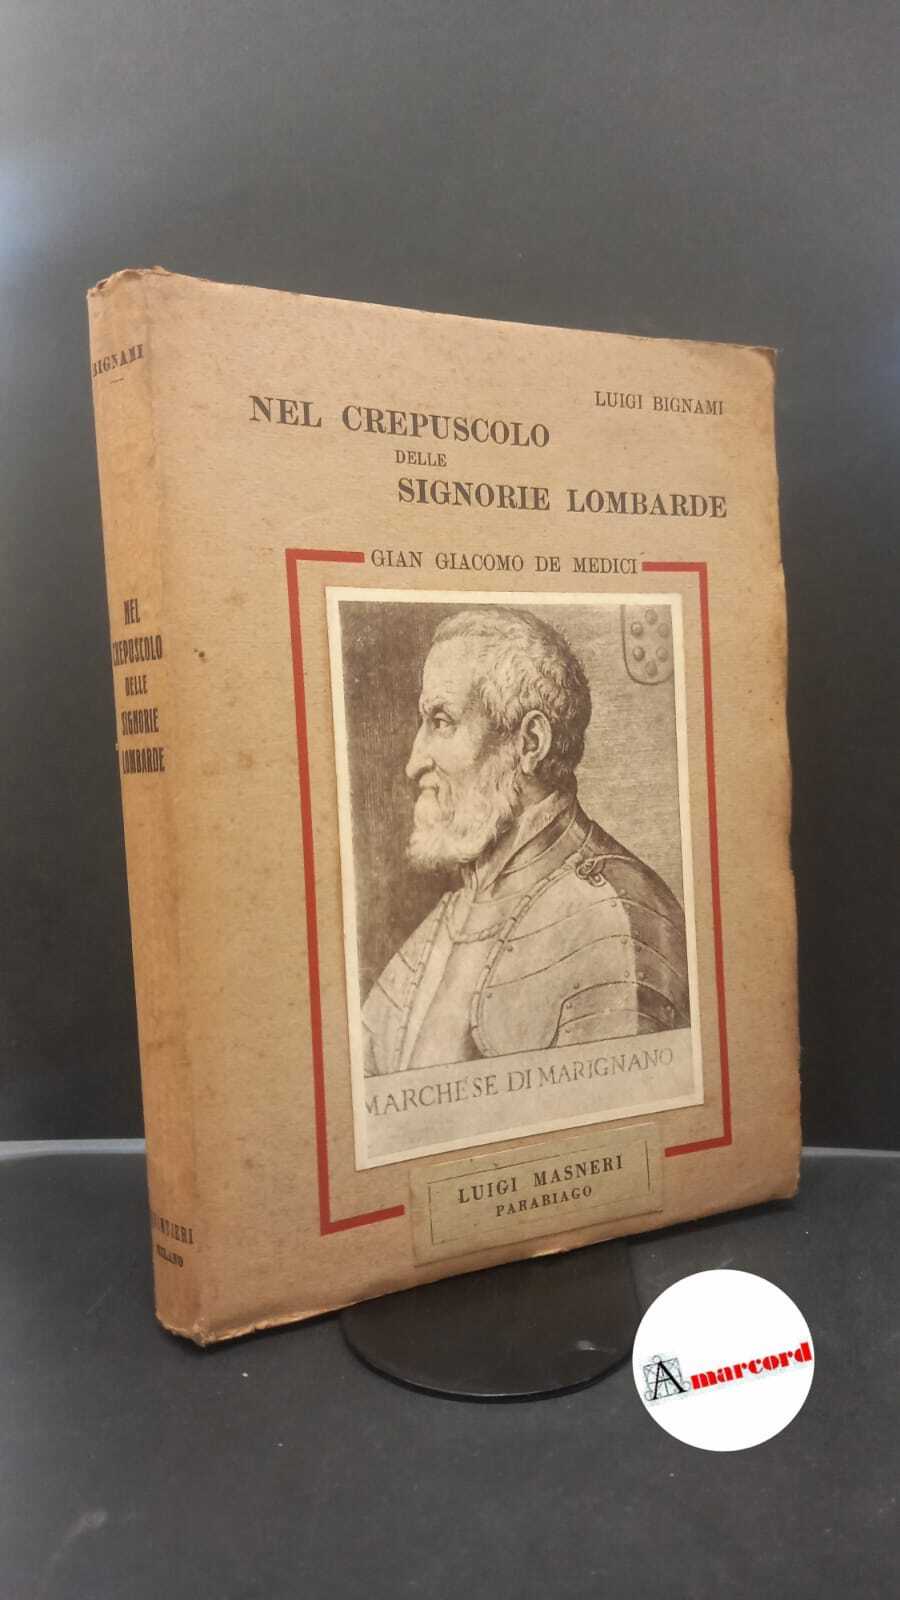 BIGNAMI
NEL
CREPUSCOLO
DELLE
SIGNORIE
LOMBARDE
MILANO
LUIGI BIGNAMI
NEL CREPUSCOLO
DELLE
SIGNORIE LOMBARDE
GIAN GIACOMO DE MEDICI
MARCHESE DI MARIGNANO
LUIGI MASNERI
PARABIAGO
Amarcord